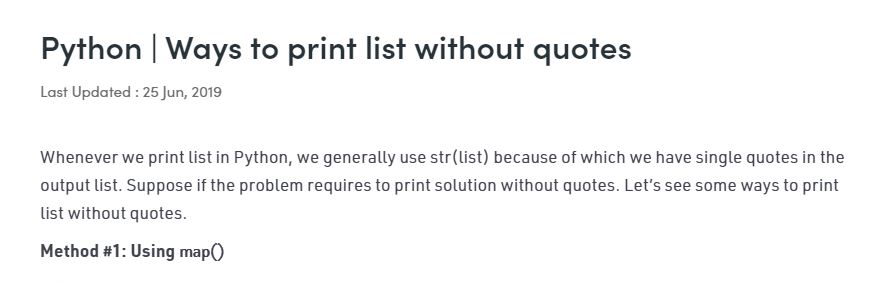 Python | Ways to print list without quotes
Last Updated : 25 Jun, 2019
Whenever we print list in Python, we generally use str(list) because of which we have single quotes in the
output list. Suppose if the problem requires to print solution without quotes. Let’s see some ways to print
list without quotes.
Method #1: Using map()